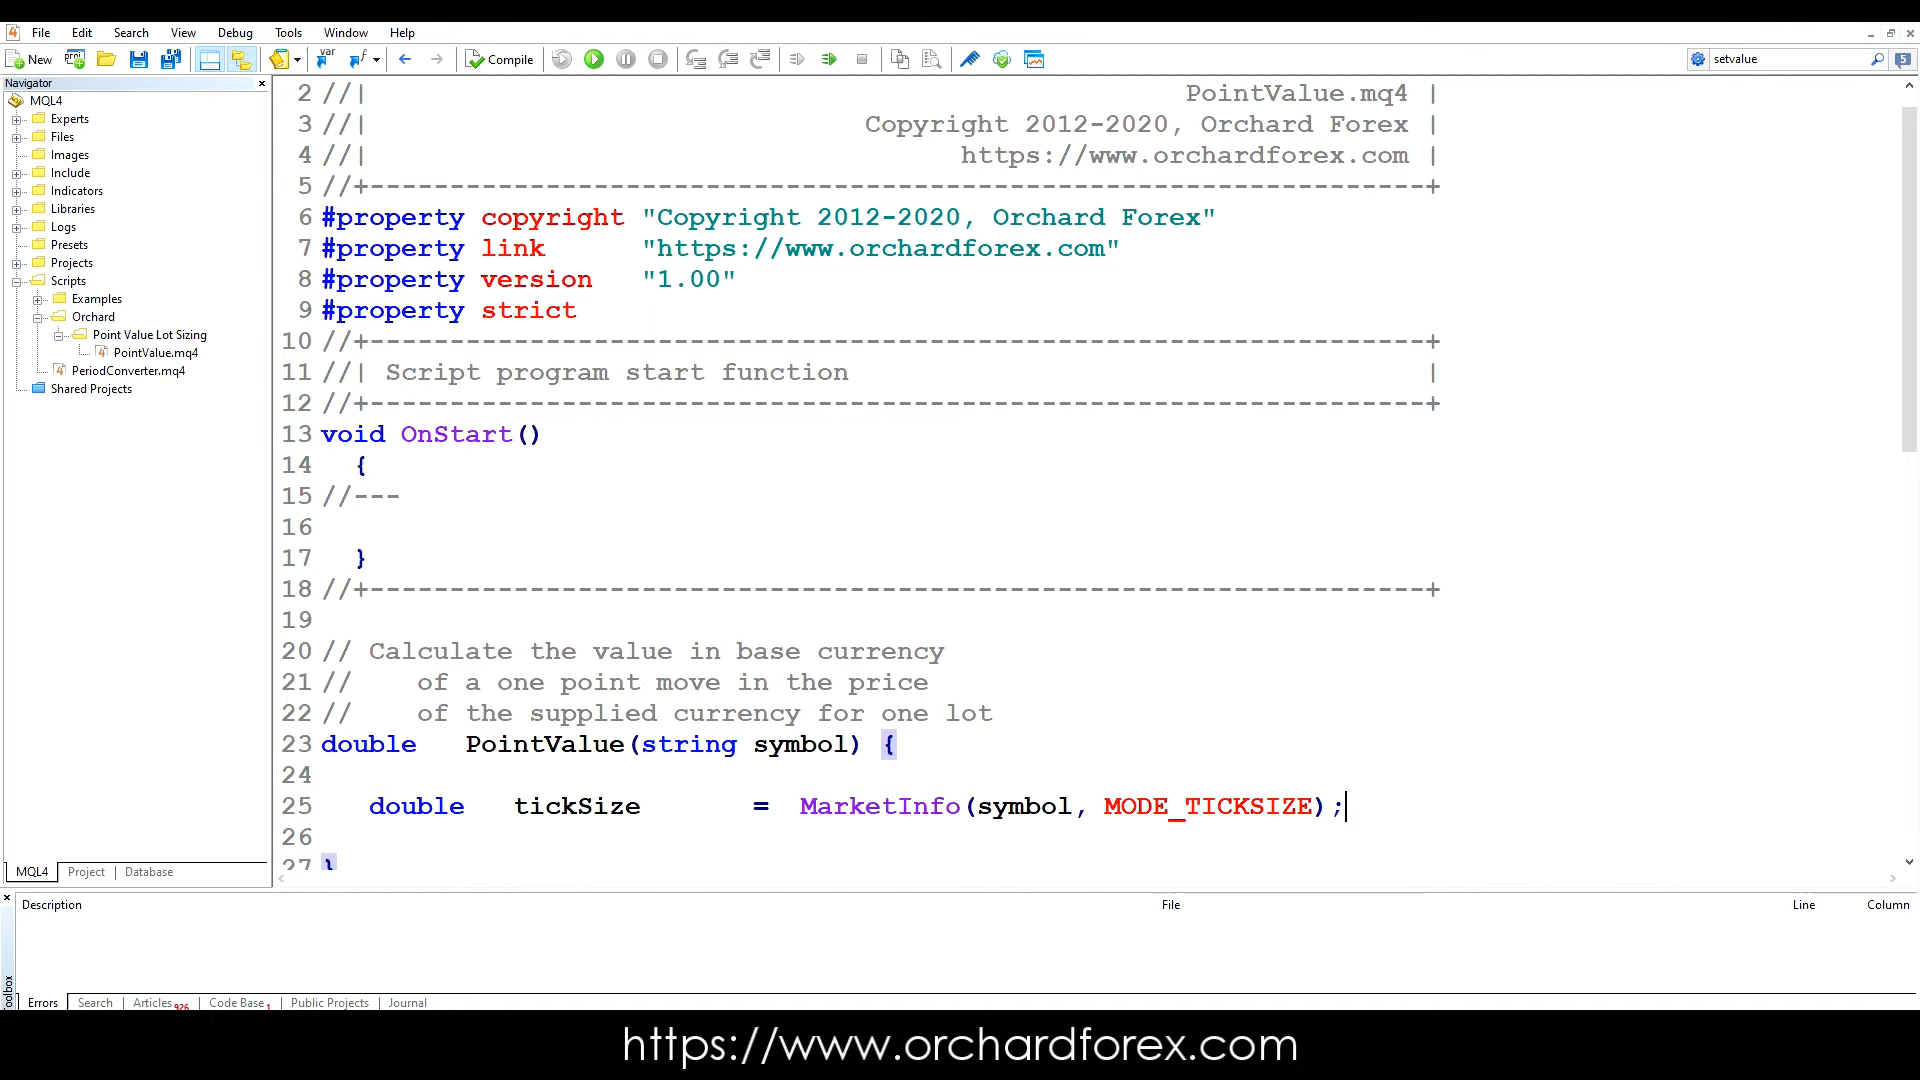 File Edit Search View Debug Tools Window Help
New Compile setvalue 5
Navigator
MQL4
Experts
Files
Images
Include
Indicators
Libraries
Logs
Presets
Projects
Scripts
Examples
Orchard
Point Value Lot Sizing
PointValue.mq4
PeriodConverter.mq4
Shared Projects
MQL4 Project Database
2 //| PointValue.mq4 |
3 //| Copyright 2012-2020, Orchard Forex |
4 //| https://www.orchardforex.com |
5 //+------------------------------------------------------------------+
6 #property copyright "Copyright 2012-2020, Orchard Forex"
7 #property link "https://www.orchardforex.com"
8 #property version "1.00"
9 #property strict
10 //+------------------------------------------------------------------+
11 //| Script program start function |
12 //+------------------------------------------------------------------+
13 void OnStart()
14 {
15 //---
16
17 }
18 //+------------------------------------------------------------------+
19
20 // Calculate the value in base currency
21 // of a one point move in the price
22 // of the supplied currency for one lot
23 double PointValue(string symbol) {
24
25 double tickSize = MarketInfo(symbol, MODE_TICKSIZE);
26
27 }
Description File Line Column
Errors Search Articles 926 Code Base 1 Public Projects Journal
https://www.orchardforex.com